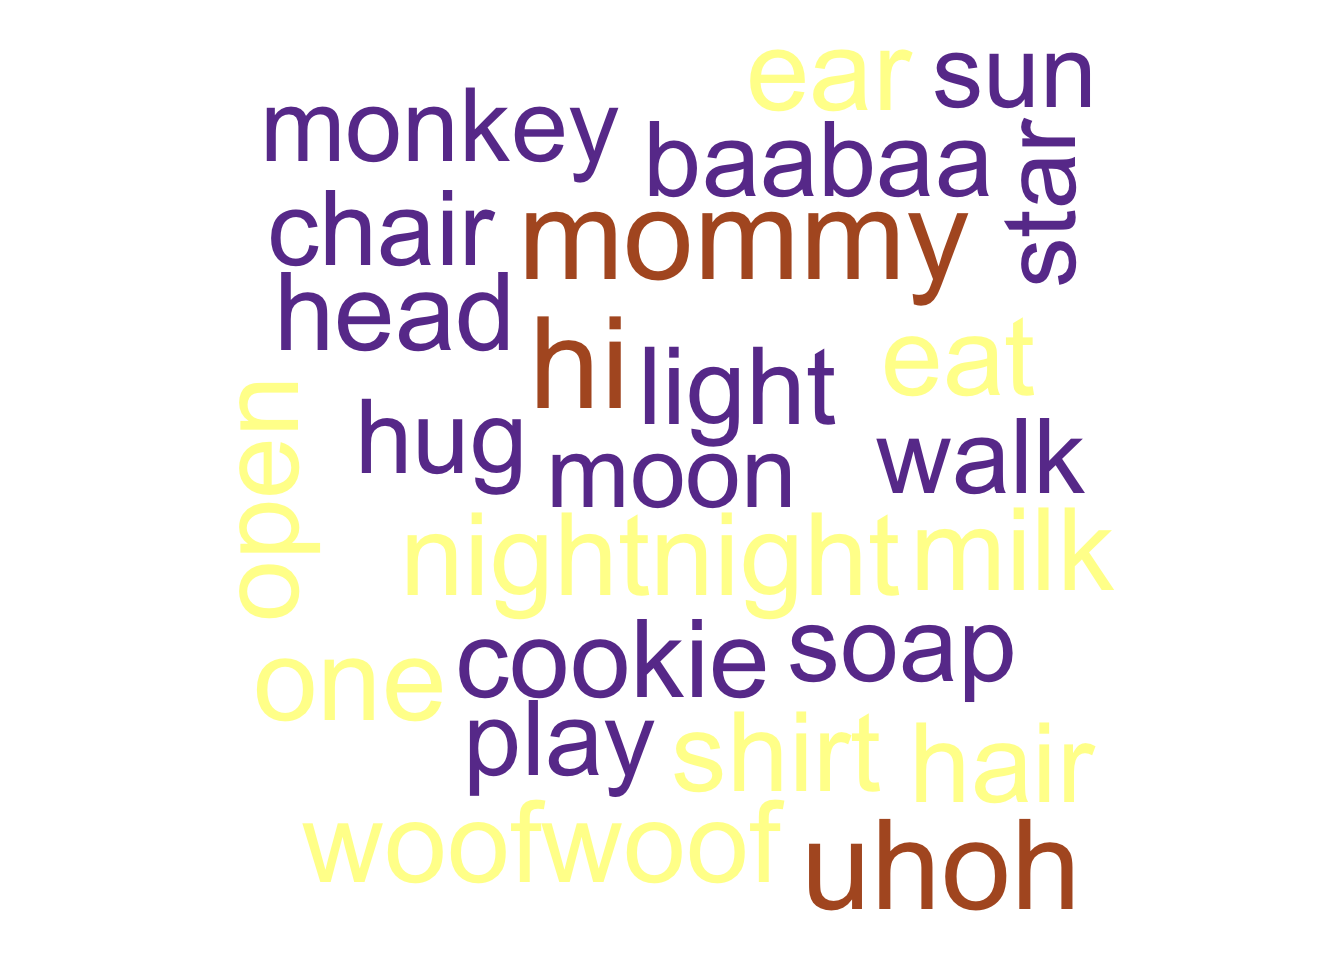 ear sun
monkey
baabaa
star
chair mommy
head
hi light eat
open
hug moon walk
nightnight milk
one cookie soap
play shirt hair
woofwoof uhoh